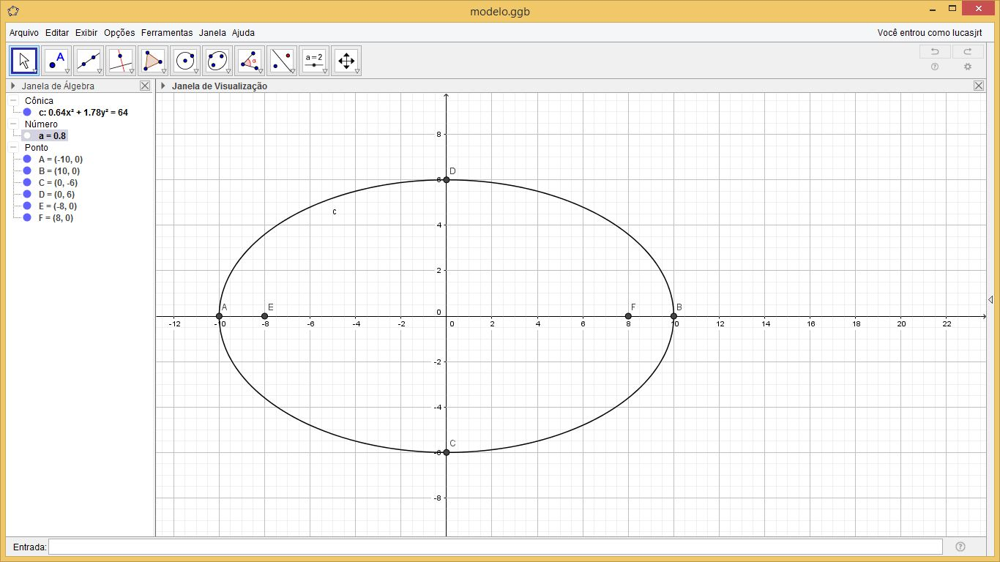 modelo.ggb
Arquivo Editar Exibir Opções Ferramentas Janela Ajuda
Você entrou como lucasjrt
A
α
a=2
Janela de Álgebra
Janela de Visualização
Cônica
c: 0.64x² + 1.78y² = 64
Número
a = 0.8
Ponto
A = (-10, 0)
B = (10, 0)
C = (0, -6)
D = (0, 6)
E = (-8, 0)
F = (8, 0)
8
D
6
c
4
2
A E F B
0
-12 -10 -8 -6 -4 -2 0 2 4 6 8 10 12 14 16 18 20 22
-2
-4
C
-6
-8
Entrada: